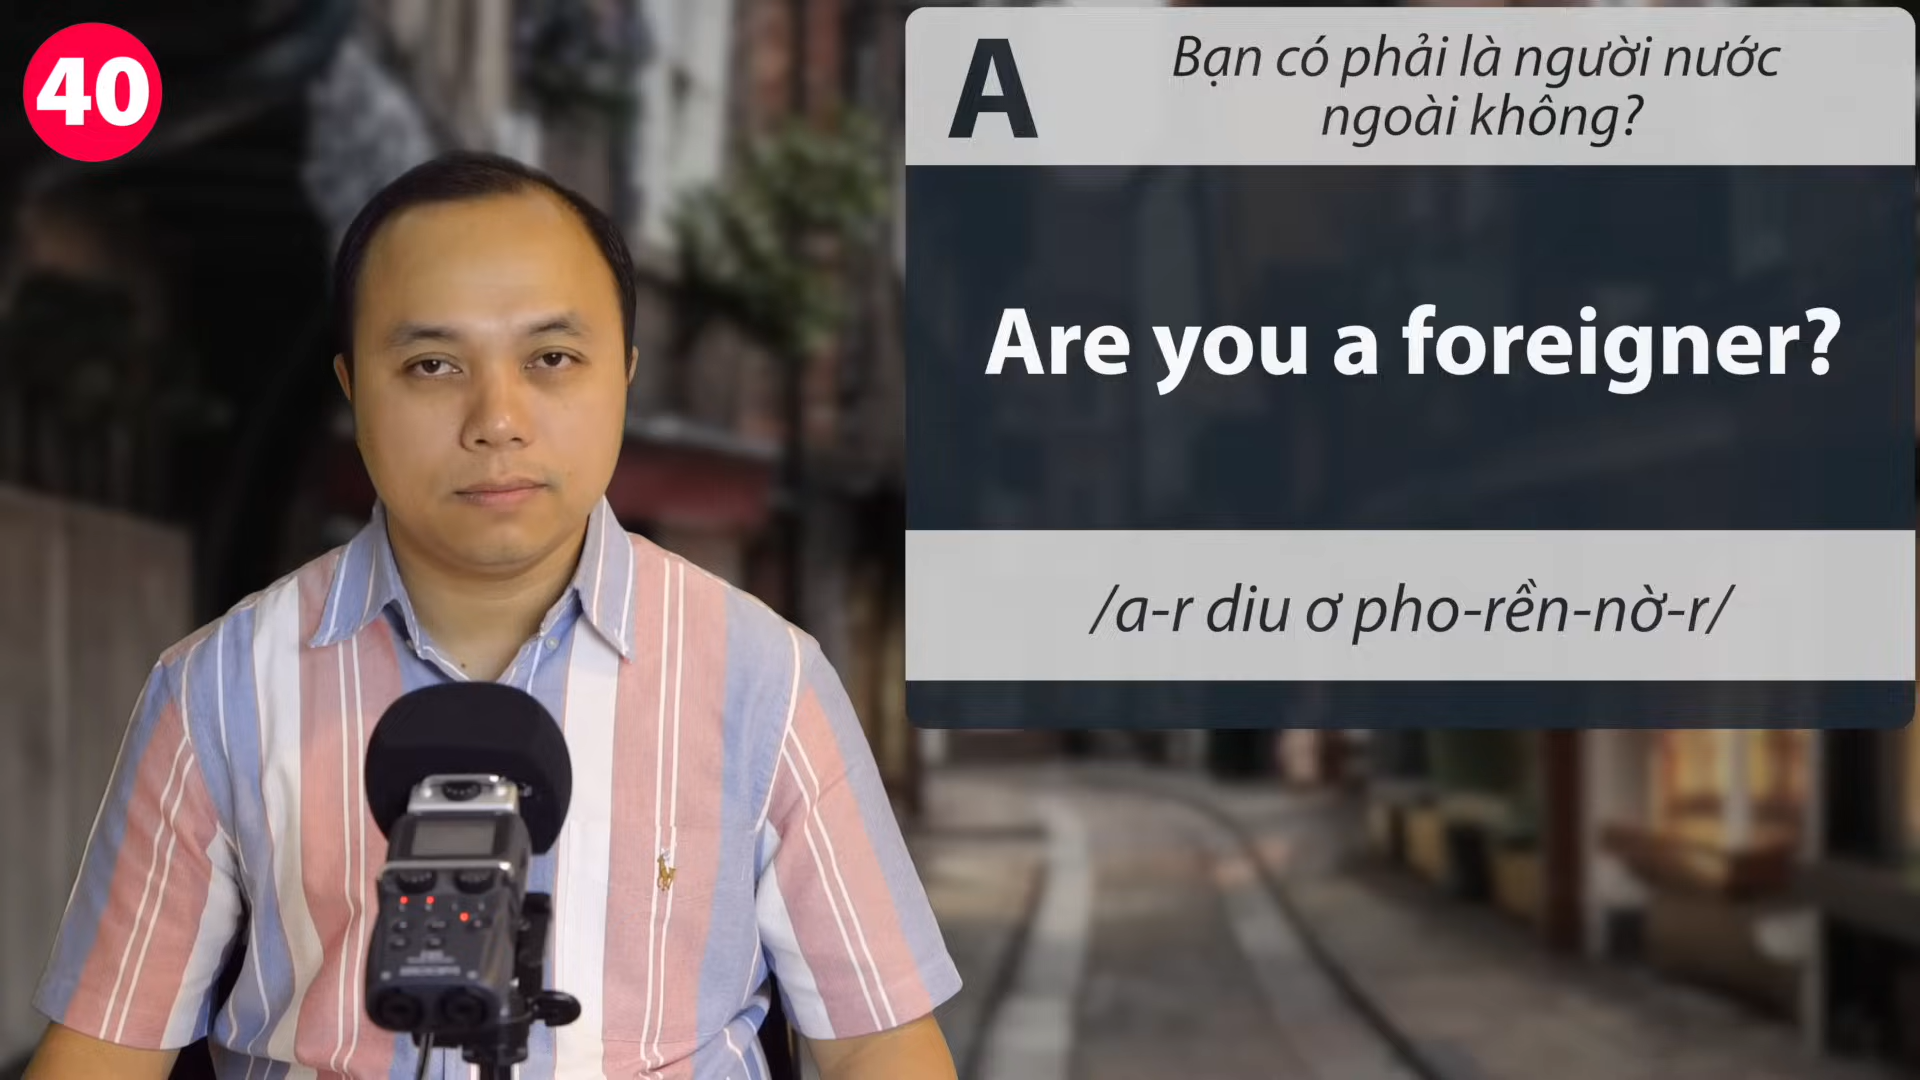 40
A
Bạn có phải là người nước
ngoài không?
Are you a foreigner?
/a-r diu ơ pho-rền-nờ-r/